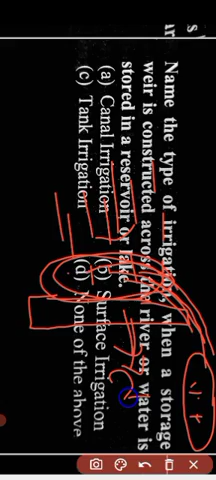 Name the type of irrigation, when a storage
weir is constructed across the river or water is
stored in a reservoir or lake.
(a) Canal Irrigation (b) Surface Irrigation
(c) Tank Irrigation (d) None of the above